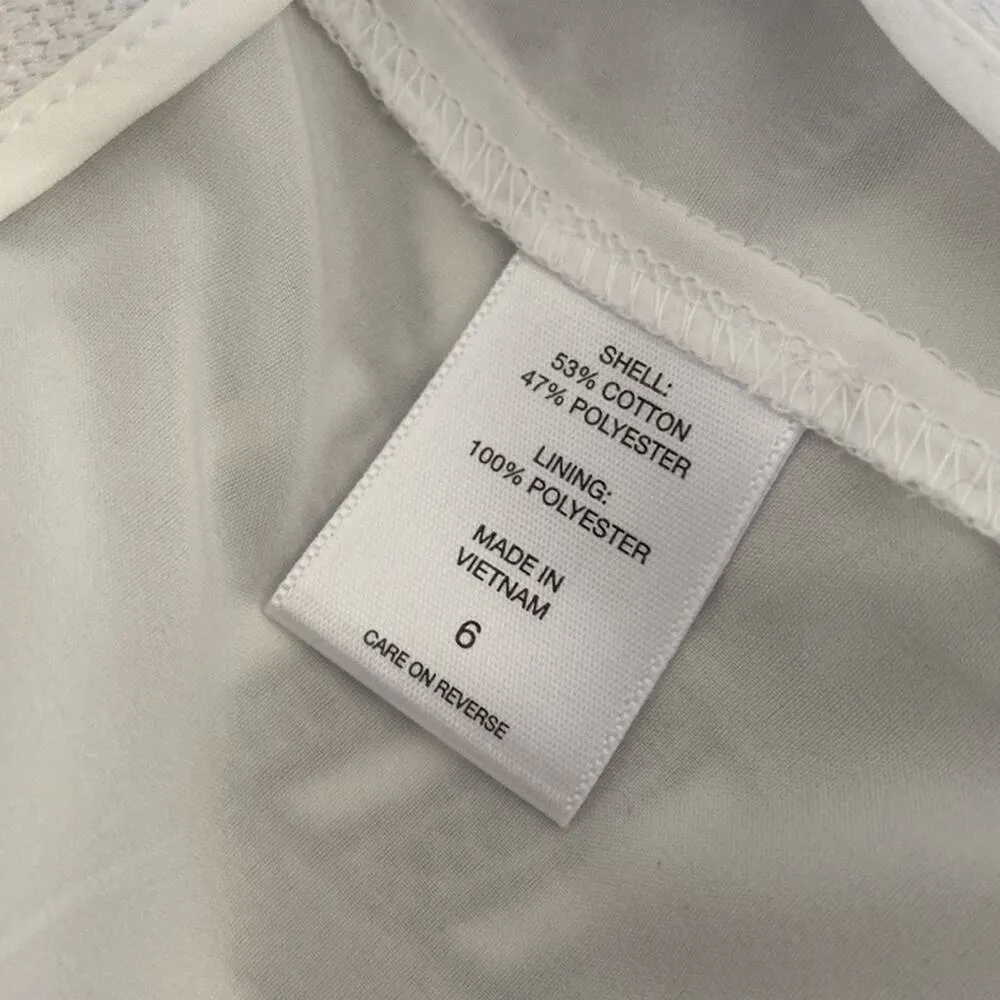 SHELL:
53% COTTON
47% POLYESTER
LINING:
100% POLYESTER
MADE IN
VIETNAM
6
CARE ON REVERSE